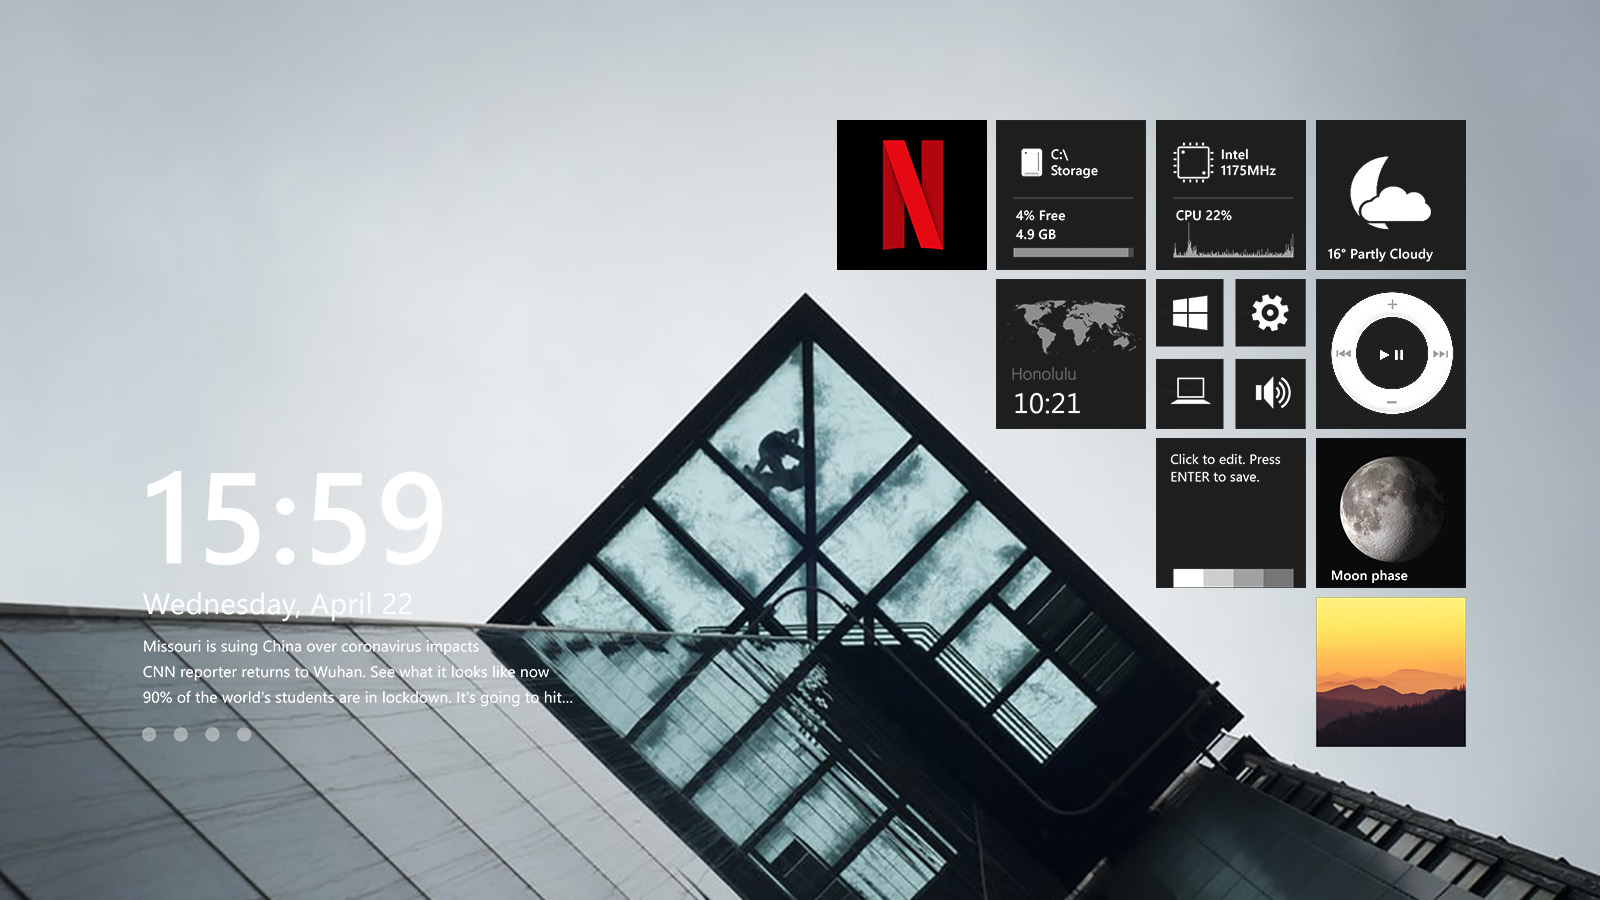 C:\
Storage
4% Free
4.9 GB
Intel
1175MHz
CPU 22%
16° Partly Cloudy
Honolulu
10:21
Click to edit. Press
ENTER to save.
Moon phase
15:59
Wednesday, April 22
Missouri is suing China over coronavirus impacts
CNN reporter returns to Wuhan. See what it looks like now
90% of the world's students are in lockdown. It's going to hit...